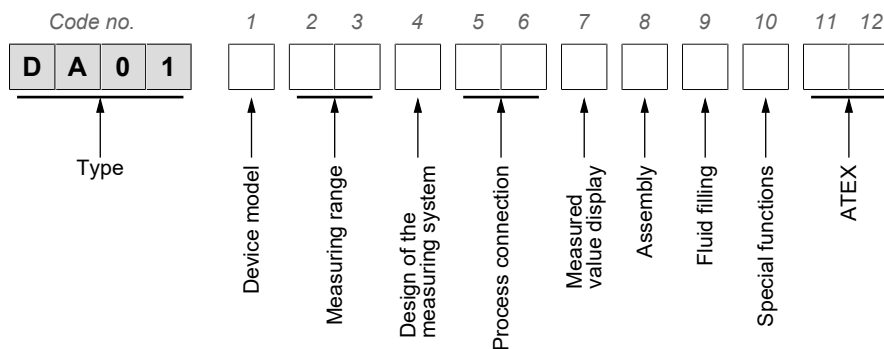 Code no. 1 2 3 4 5 6 7 8 9 10 11 12
D A 0 1
Type
Device model
Measuring range
Design of the
measuring system
Process connection
Measured
value display
Assembly
Fluid filling
Special functions
ATEX